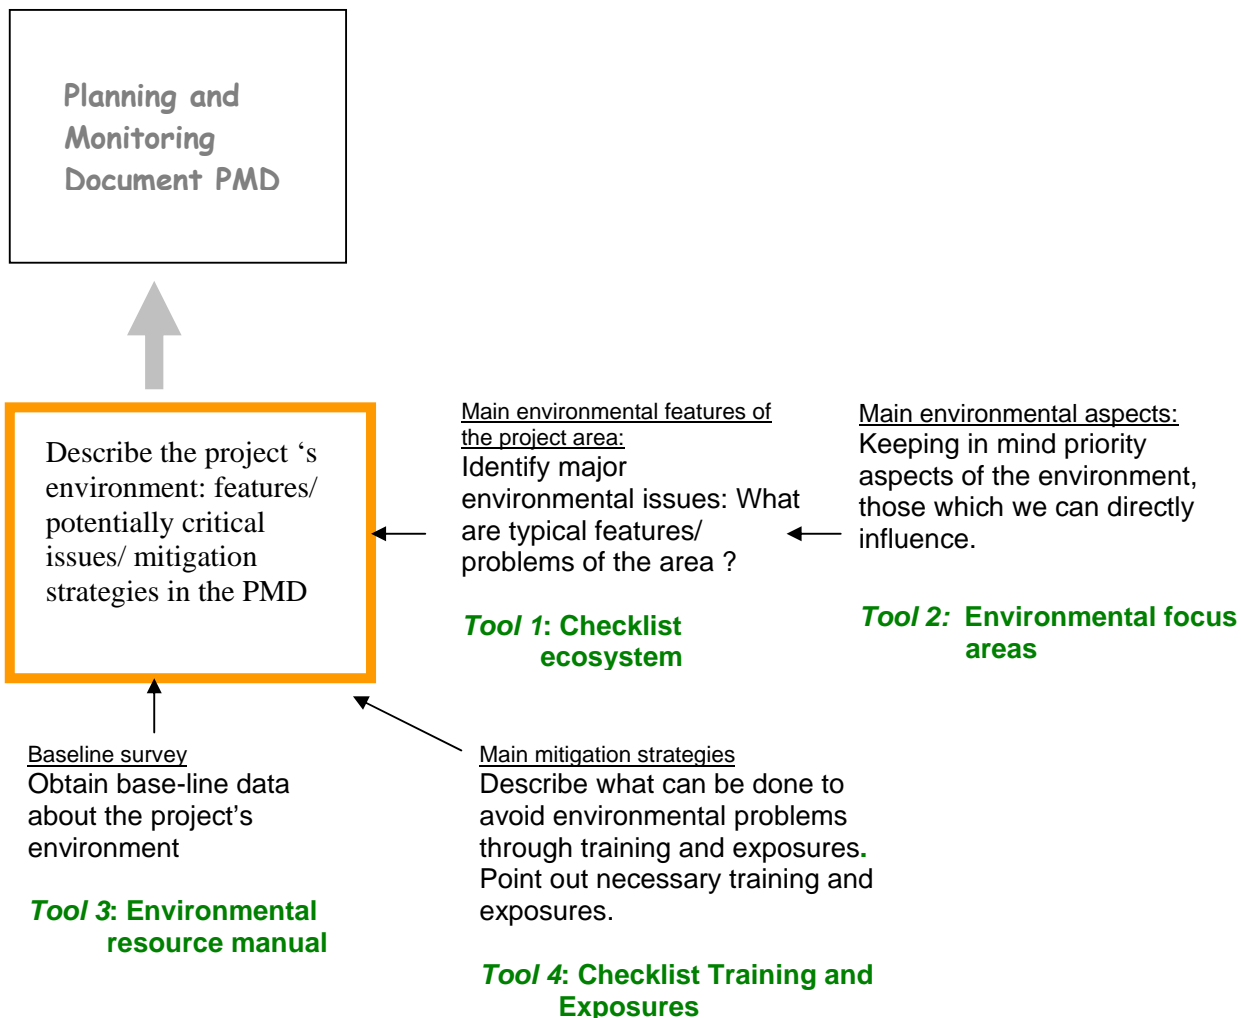 Planning and
Monitoring
Document PMD
Describe the project ‘s
environment: features/
potentially critical
issues/ mitigation
strategies in the PMD
Main environmental features of
the project area:
Identify major
environmental issues: What
are typical features/
problems of the area ?
Tool 1: Checklist
ecosystem
Main environmental aspects:
Keeping in mind priority
aspects of the environment,
those which we can directly
influence.
Tool 2: Environmental focus
areas
Baseline survey
Obtain base-line data
about the project’s
environment
Tool 3: Environmental
resource manual
Main mitigation strategies
Describe what can be done to
avoid environmental problems
through training and exposures.
Point out necessary training and
exposures.
Tool 4: Checklist Training and
Exposures